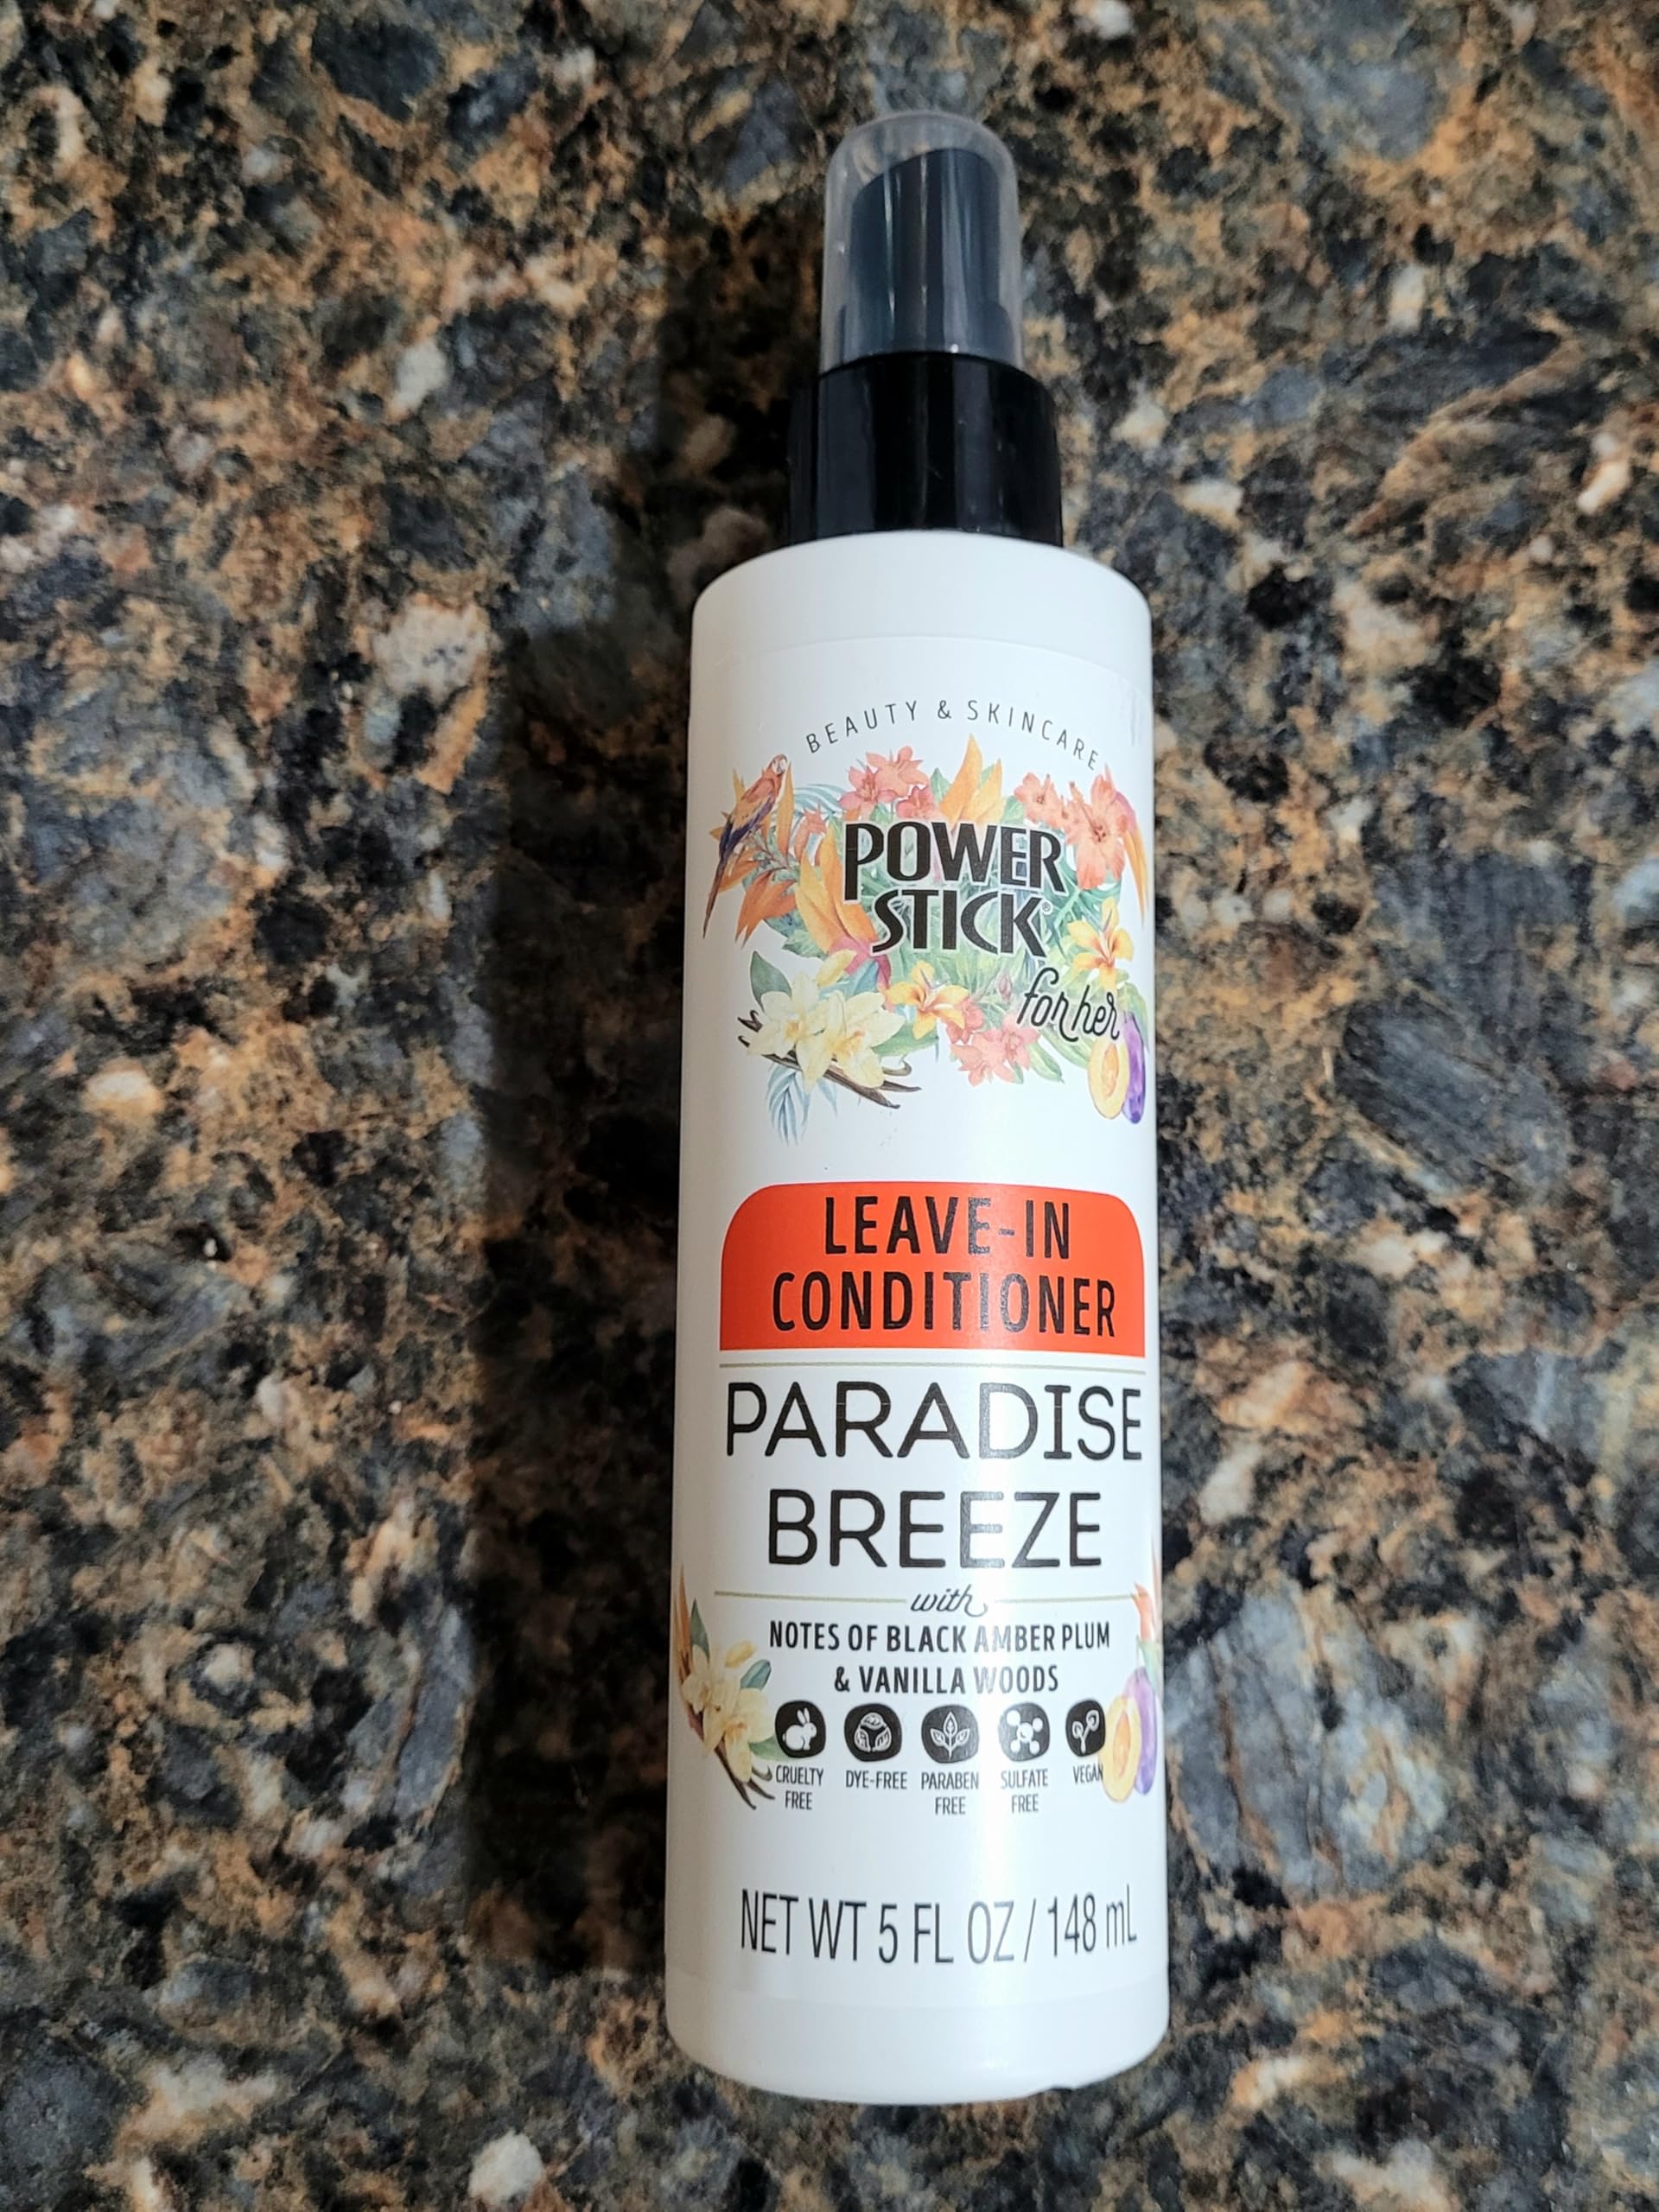 BEAUTY & SKINCARE
POWER
STICK®
for her
LEAVE-IN
CONDITIONER
PARADISE
BREEZE
with
NOTES OF BLACK AMBER PLUM
& VANILLA WOODS
CRUELTY FREE
DYE-FREE
PARABEN FREE
SULFATE FREE
VEGAN
NET WT 5 FL OZ / 148 mL